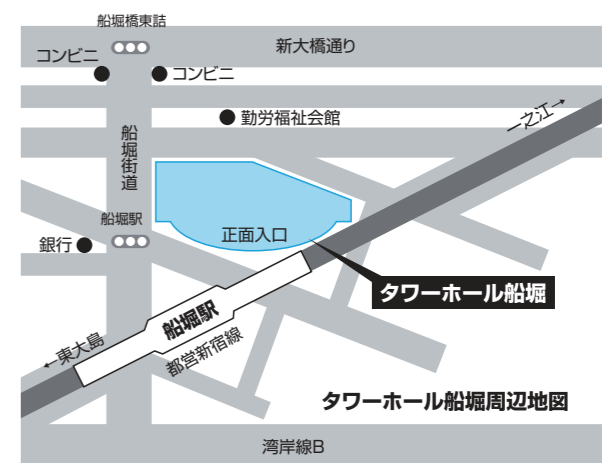 船堀橋東詰
新大橋通り
コンビニ
コンビニ
一之江→
勤労福祉会館
船堀街道
船堀駅
正面入口
銀行
タワーホール船堀
船堀駅
←東大島
都営新宿線
タワーホール船堀周辺地図
湾岸線B